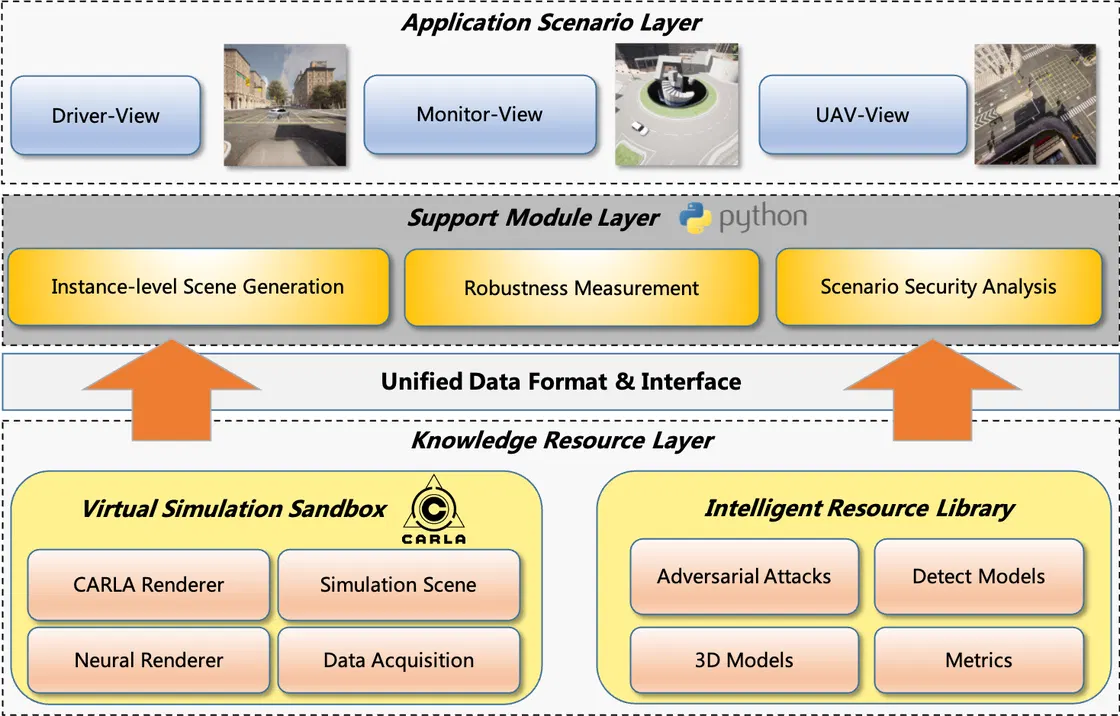 Application Scenario Layer
Driver-View
Monitor-View
UAV-View
Support Module Layer
python
Instance-level Scene Generation
Robustness Measurement
Scenario Security Analysis
Unified Data Format & Interface
Knowledge Resource Layer
Virtual Simulation Sandbox
C
CARLA
CARLA Renderer
Simulation Scene
Neural Renderer
Data Acquisition
Intelligent Resource Library
Adversarial Attacks
Detect Models
3D Models
Metrics